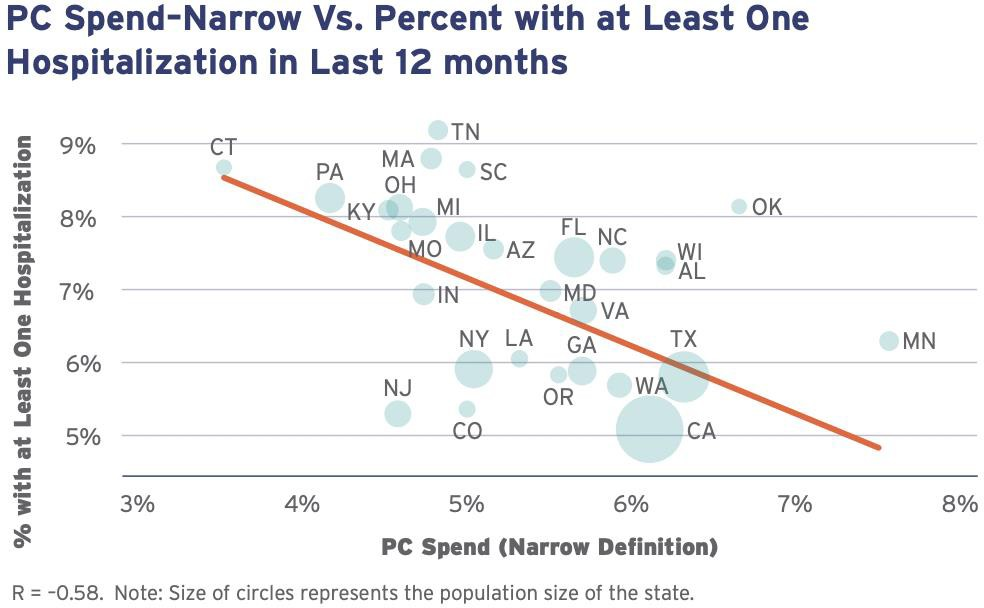 PC Spend–Narrow Vs. Percent with at Least One
Hospitalization in Last 12 months
% with at Least One Hospitalization
9%
8%
7%
6%
5%
CT
TN
MA
SC
PA
OH
KY
MI
OK
MO
IL
AZ
FL
NC
WI
AL
IN
MD
VA
NY
LA
GA
TX
MN
NJ
OR
WA
CO
CA
3%
4%
5%
6%
7%
8%
PC Spend (Narrow Definition)
R = –0.58. Note: Size of circles represents the population size of the state.